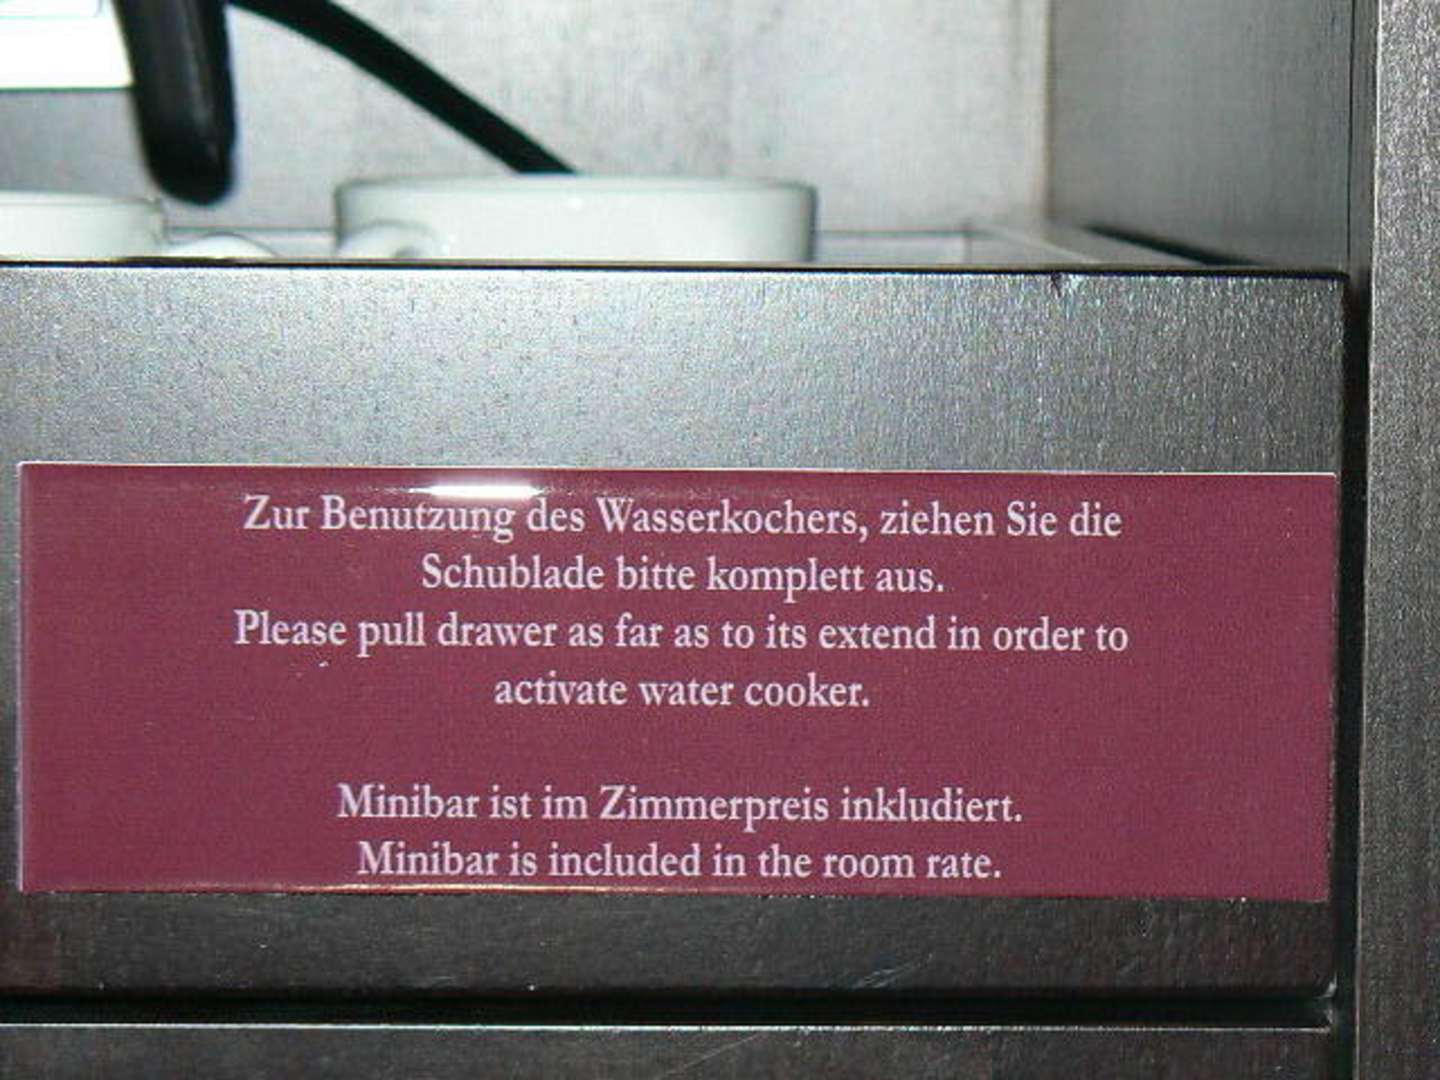 Zur Benutzung des Wasserkochers, ziehen Sie die
Schublade bitte komplett aus.
Please pull drawer as far as to its extend in order to
activate water cooker.
Minibar ist im Zimmerpreis inkludiert.
Minibar is included in the room rate.